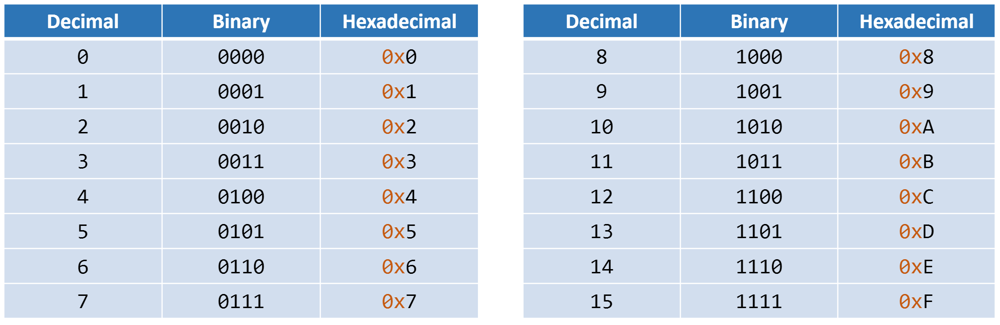 Decimal Binary Hexadecimal
0 0000 0x0
1 0001 0x1
2 0010 0x2
3 0011 0x3
4 0100 0x4
5 0101 0x5
6 0110 0x6
7 0111 0x7
Decimal Binary Hexadecimal
8 1000 0x8
9 1001 0x9
10 1010 0xA
11 1011 0xB
12 1100 0xC
13 1101 0xD
14 1110 0xE
15 1111 0xF